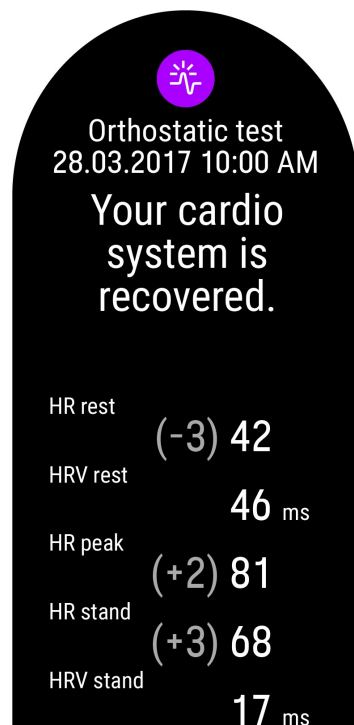 Orthostatic test
28.03.2017 10:00 AM
Your cardio
system is
recovered.
HR rest
(-3) 42
HRV rest
46 ms
HR peak
(+2) 81
HR stand
(+3) 68
HRV stand
17 ms